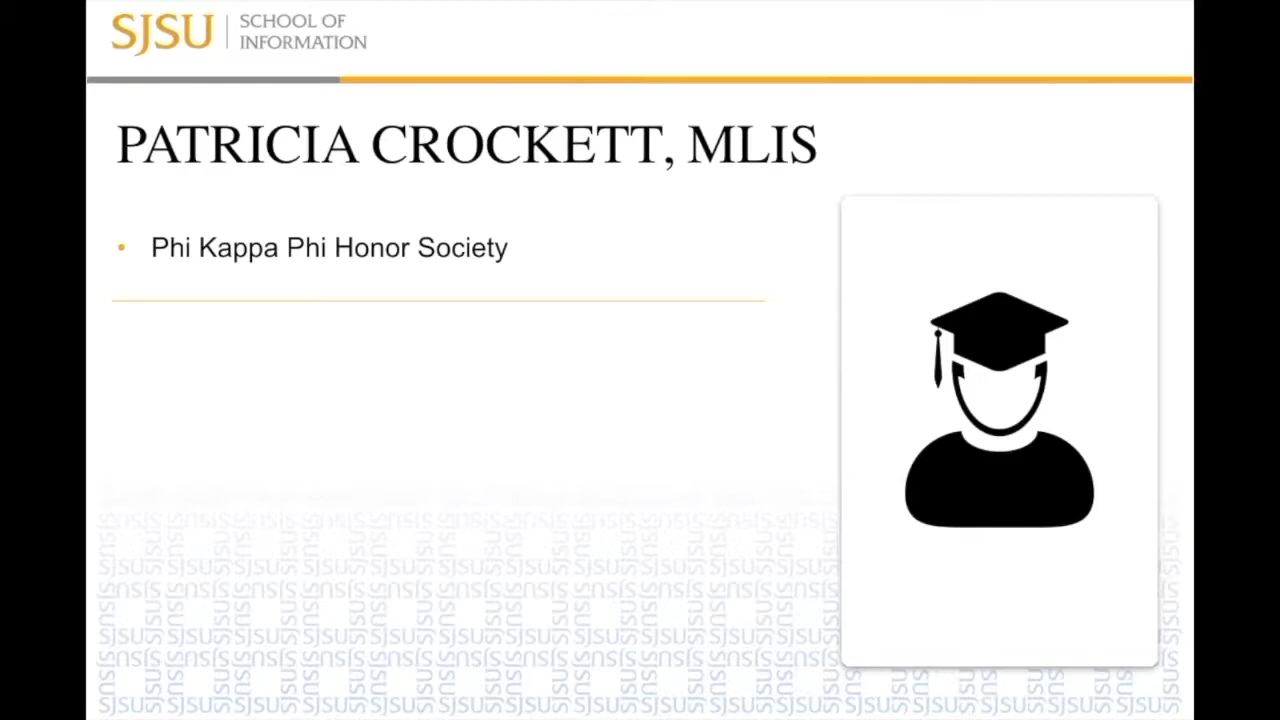 SJSU
SCHOOL OF
INFORMATION
PATRICIA CROCKETT, MLIS
• Phi Kappa Phi Honor Society